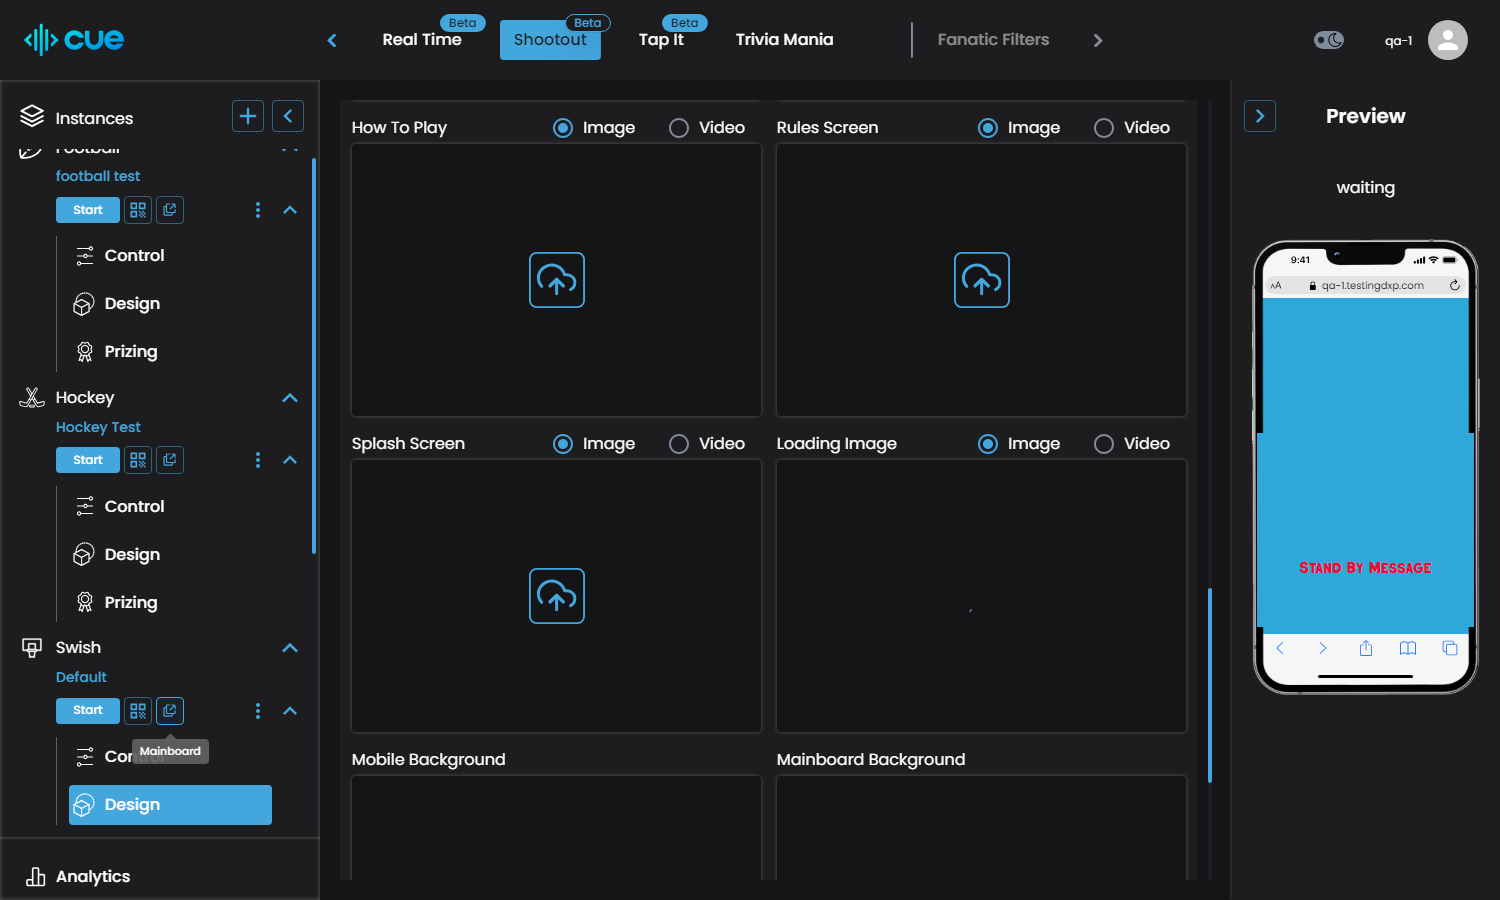 cue
Real Time
Beta
Shootout
Beta
Tap It
Beta
Trivia Mania
Fanatic Filters
qa-1
Instances
Football
football test
Start
Control
Design
Prizing
Hockey
Hockey Test
Start
Control
Design
Prizing
Swish
Default
Start
Mainboard
Control
Design
Analytics
How To Play
Image
Video
Rules Screen
Image
Video
Splash Screen
Image
Video
Loading Image
Image
Video
Mobile Background
Mainboard Background
Preview
waiting
9:41
AA
qa-1.testingdxp.com
Stand By Message